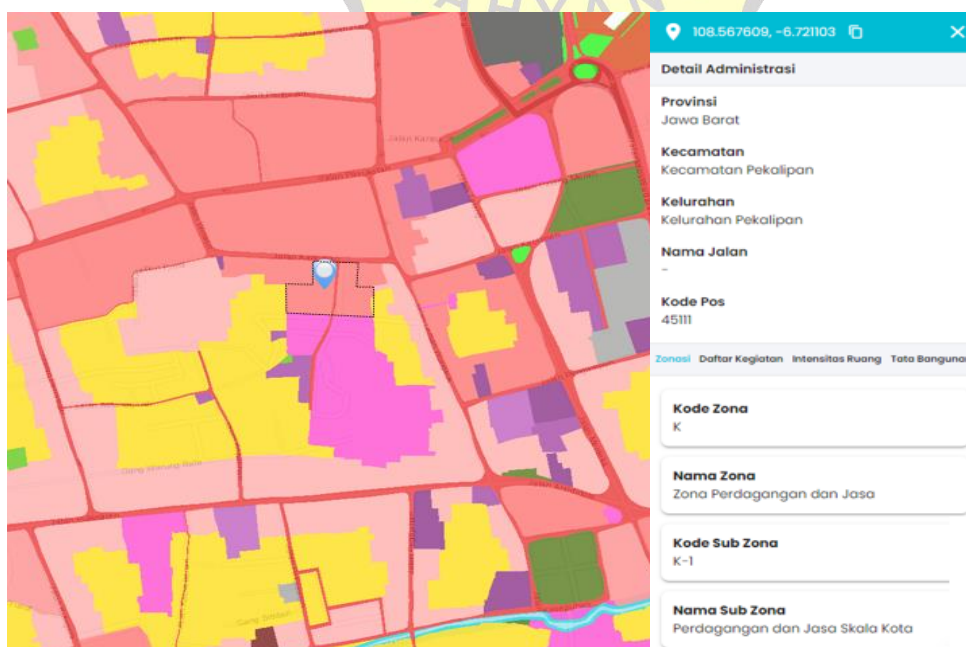 108.567609, -6.721103
Detail Administrasi
Provinsi
Jawa Barat
Kecamatan
Kecamatan Pekalipan
Kelurahan
Kelurahan Pekalipan
Nama Jalan
-
Kode Pos
45111
Zonasi Daftar Kegiatan Intensitas Ruang Tata Bangunan
Kode Zona
K
Nama Zona
Zona Perdagangan dan Jasa
Kode Sub Zona
K-1
Nama Sub Zona
Perdagangan dan Jasa Skala Kota